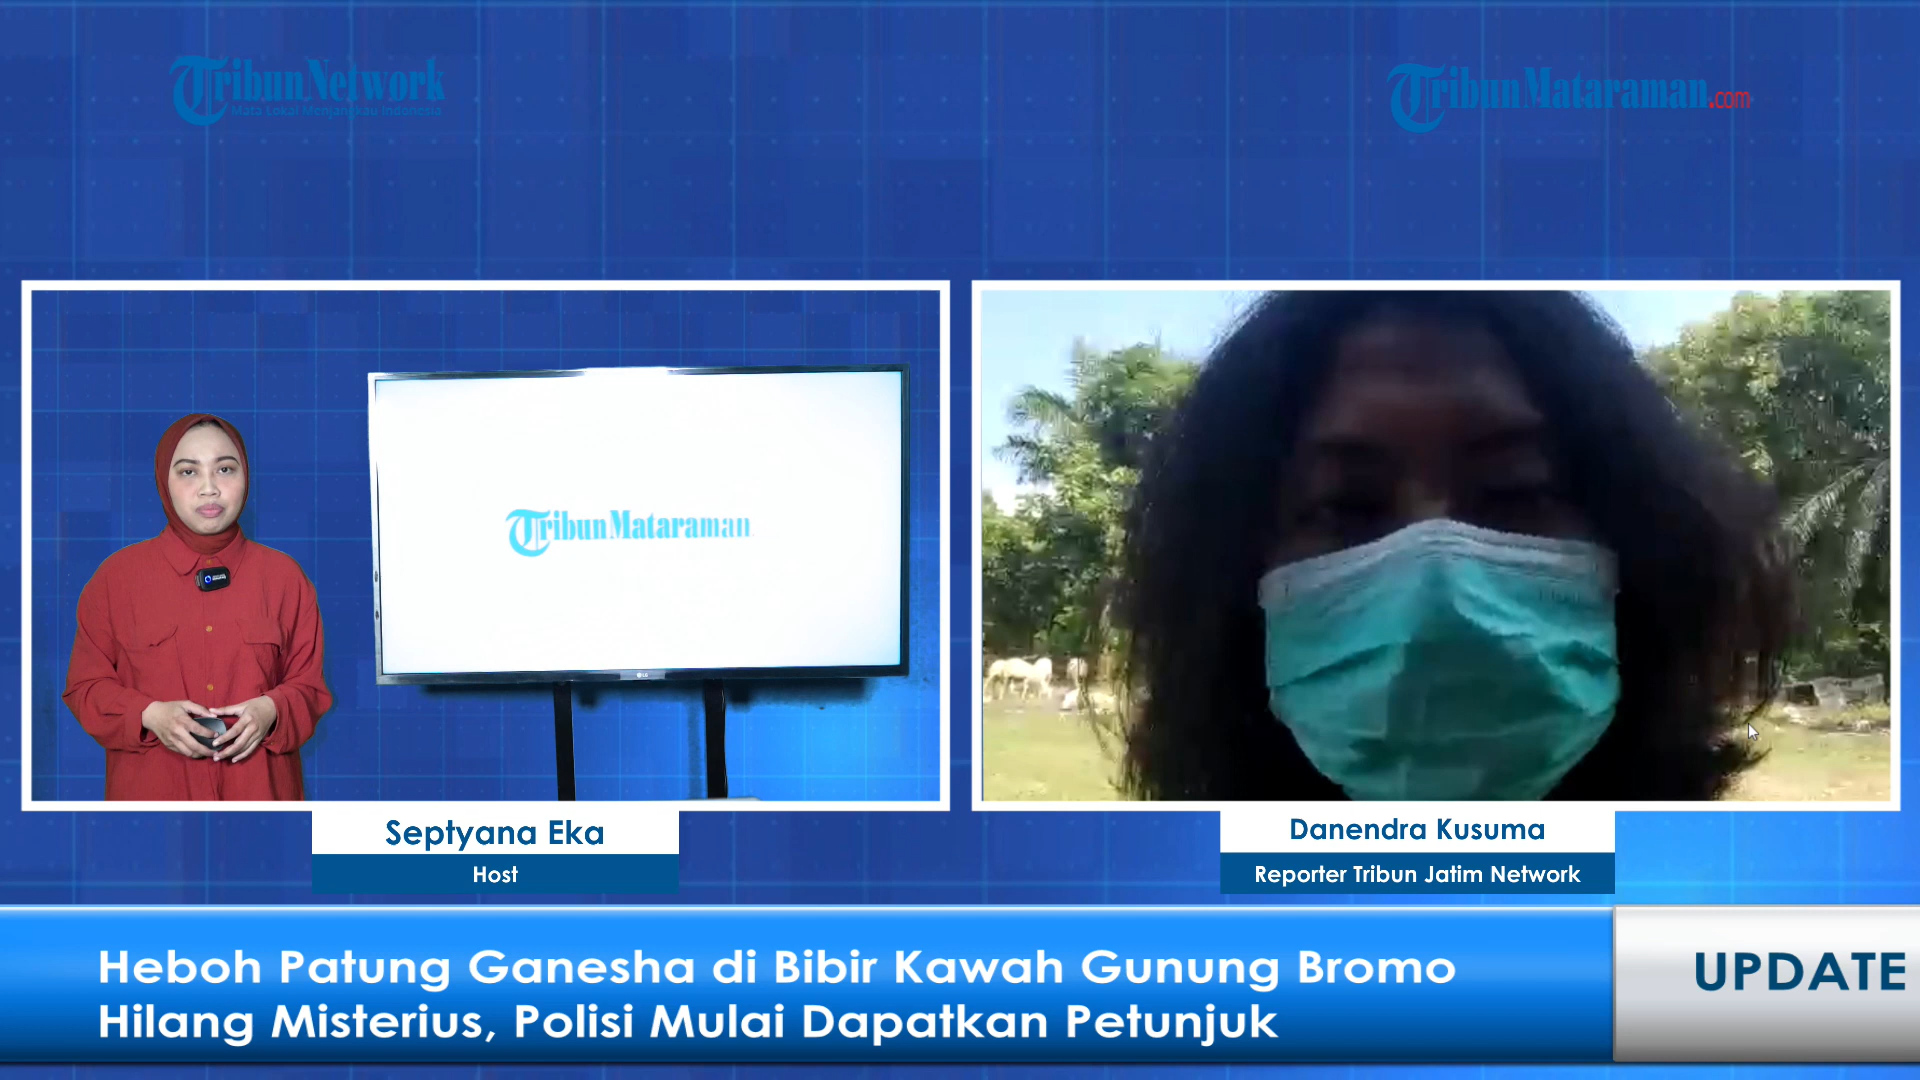 TribunNetwork
Mata Lokal Menjangkau Indonesia
TribunMataraman.com
TribunMataraman
LG
Septyana Eka
Host
Danendra Kusuma
Reporter Tribun Jatim Network
Heboh Patung Ganesha di Bibir Kawah Gunung Bromo
Hilang Misterius, Polisi Mulai Dapatkan Petunjuk
UPDATE